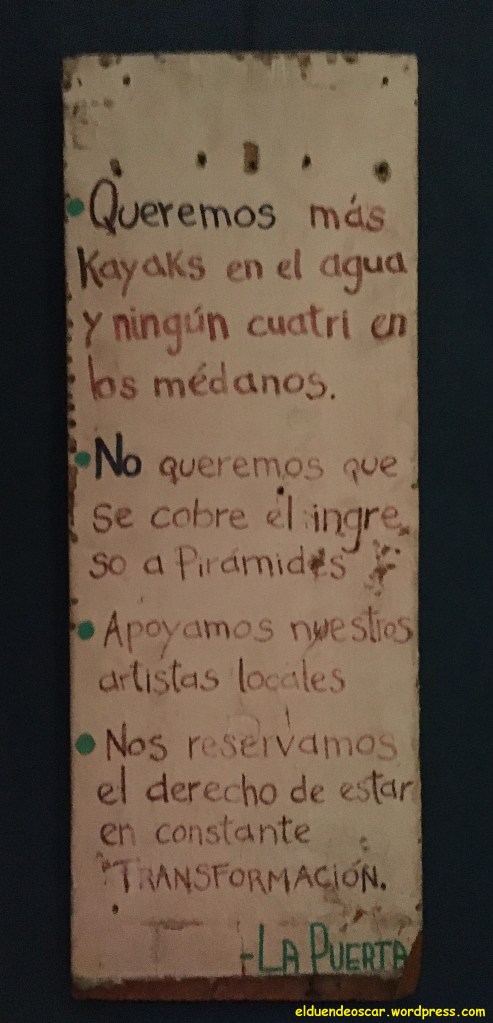 • Queremos más
Kayaks en el agua
y ningún cuatri en
los médanos.
• No queremos que
se cobre el ingre
so a Pirámides
• Apoyamos nuestros
artistas locales
• Nos reservamos
el derecho de estar
en constante
TRANSFORMACIÓN.
-LA PUERTA
elduendeoscar.wordpress.com